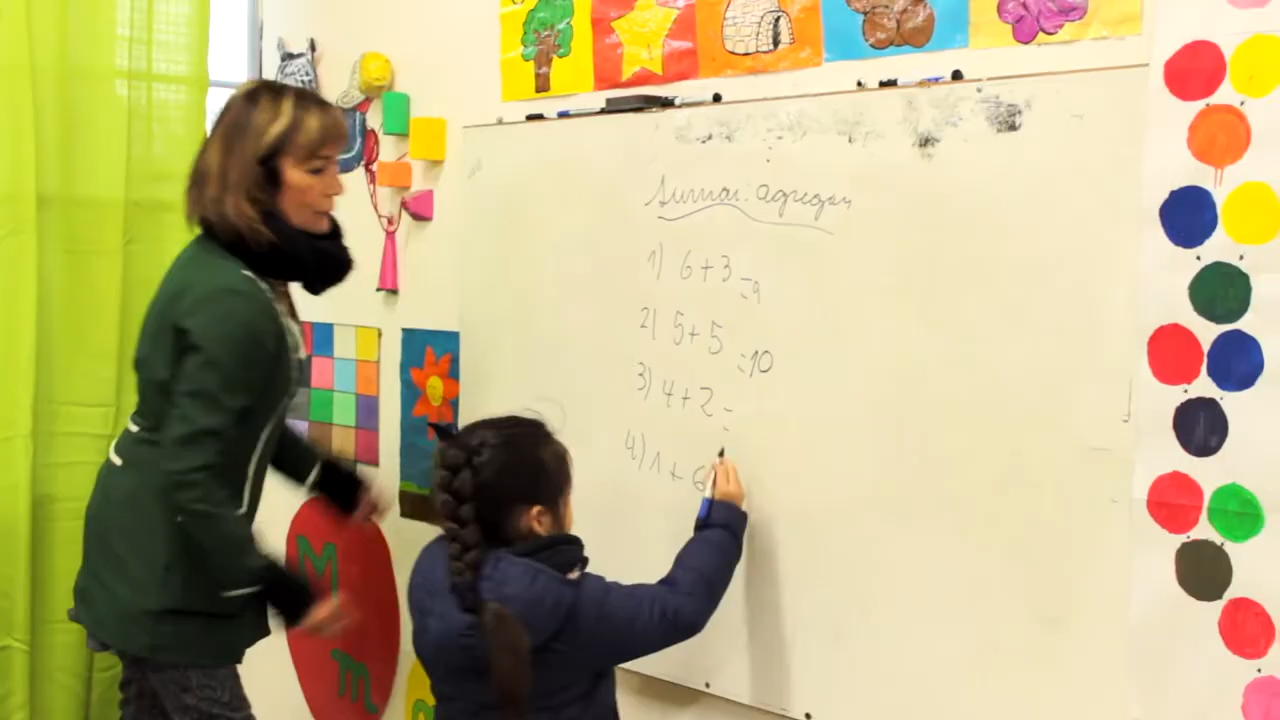 Sumar: agregar
1) 6+3=9
2) 5+5=10
3) 4+2=
4) 1+6
M
m